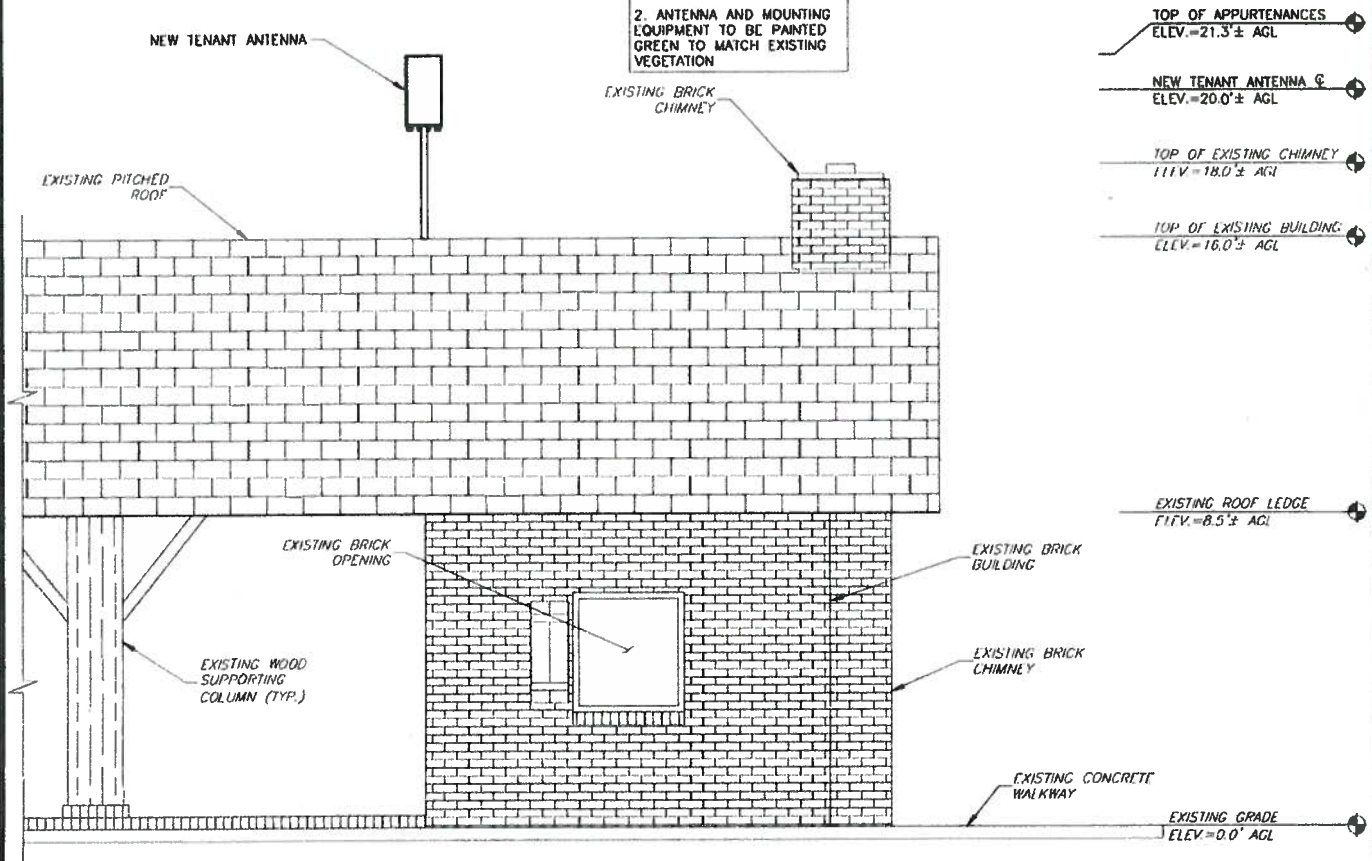 2. ANTENNA AND MOUNTING
EQUIPMENT TO BE PAINTED
GREEN TO MATCH EXISTING
VEGETATION
NEW TENANT ANTENNA
EXISTING BRICK
CHIMNEY
EXISTING PITCHED
ROOF
TOP OF APPURTENANCES
ELEV.=21.3'± AGL
NEW TENANT ANTENNA ℄
ELEV.=20.0'± AGL
TOP OF EXISTING CHIMNEY
ELEV.=18.0'± AGL
TOP OF EXISTING BUILDING
ELEV.=16.0'± AGL
EXISTING ROOF LEDGE
ELEV.=8.5'± AGL
EXISTING BRICK
OPENING
EXISTING BRICK
BUILDING
EXISTING WOOD
SUPPORTING
COLUMN (TYP.)
EXISTING BRICK
CHIMNEY
EXISTING CONCRETE
WALKWAY
EXISTING GRADE
ELEV.=0.0' AGL